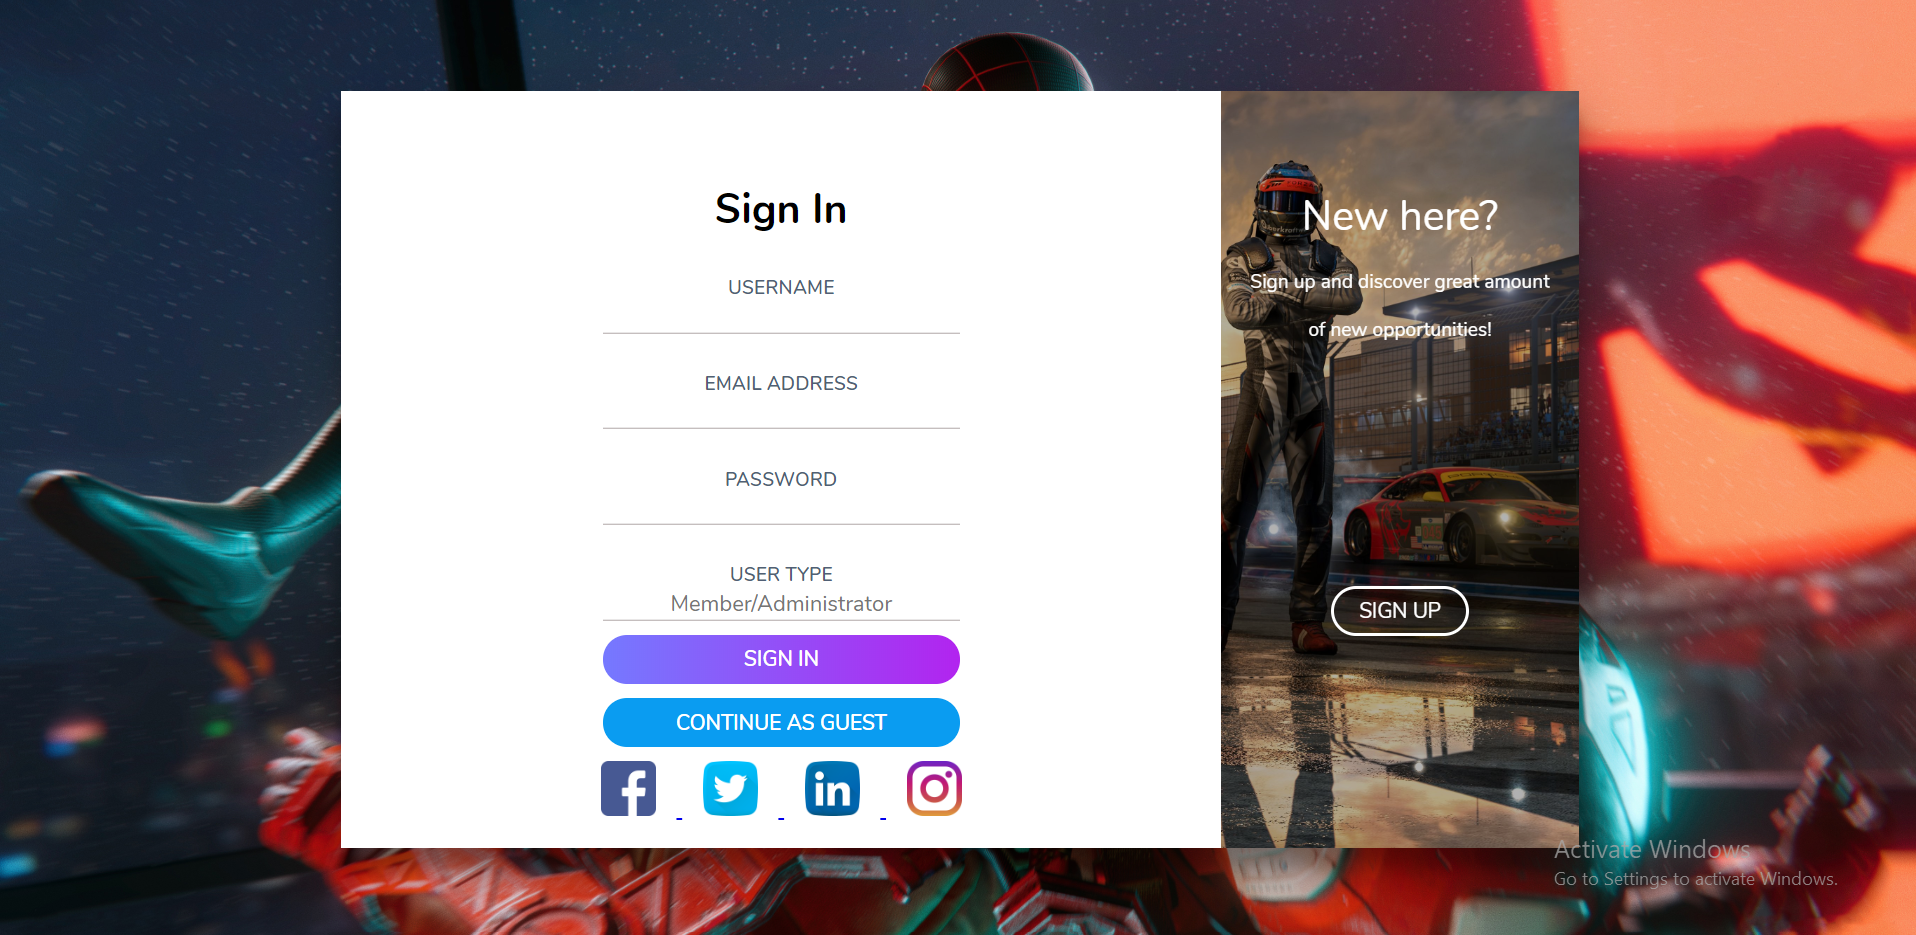 Sign In
USERNAME
EMAIL ADDRESS
PASSWORD
USER TYPE
Member/Administrator
SIGN IN
CONTINUE AS GUEST
New here?
Sign up and discover great amount
of new opportunities!
SIGN UP
Activate Windows
Go to Settings to activate Windows.